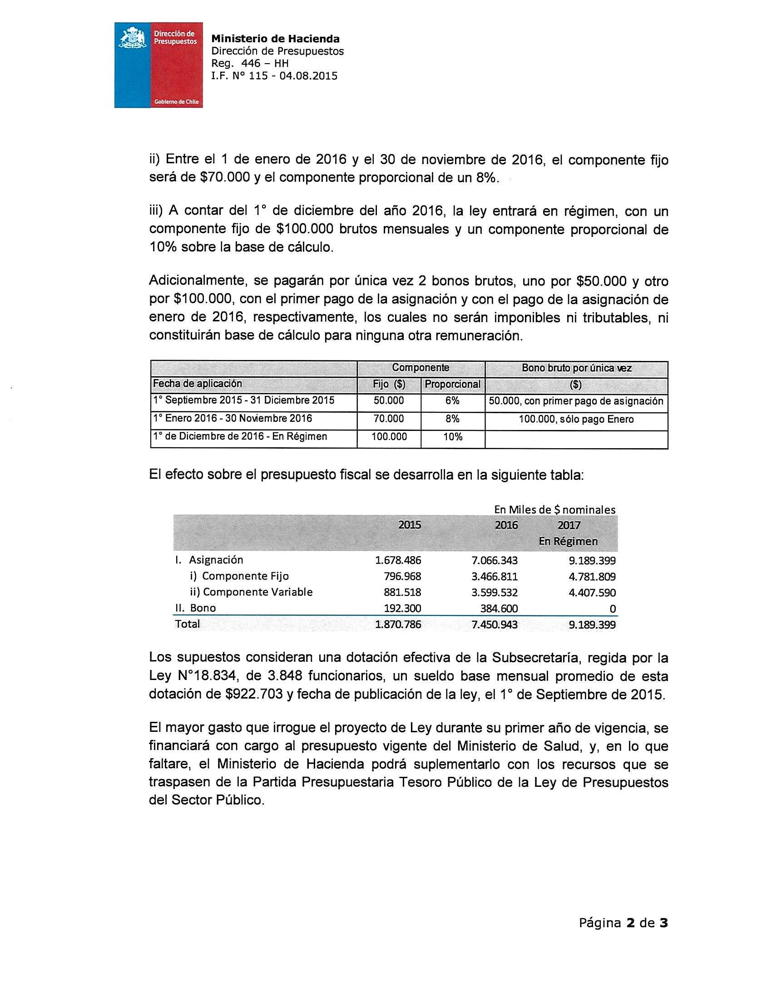 Dirección de
Presupuestos
Gobierno de Chile
Ministerio de Hacienda
Dirección de Presupuestos
Reg. 446 – HH
I.F. N° 115 - 04.08.2015
ii) Entre el 1 de enero de 2016 y el 30 de noviembre de 2016, el componente fijo
será de $70.000 y el componente proporcional de un 8%.
iii) A contar del 1° de diciembre del año 2016, la ley entrará en régimen, con un
componente fijo de $100.000 brutos mensuales y un componente proporcional de
10% sobre la base de cálculo.
Adicionalmente, se pagarán por única vez 2 bonos brutos, uno por $50.000 y otro
por $100.000, con el primer pago de la asignación y con el pago de la asignación de
enero de 2016, respectivamente, los cuales no serán imponibles ni tributables, ni
constituirán base de cálculo para ninguna otra remuneración.
Componente Bono bruto por única vez
Fecha de aplicación Fijo ($) Proporcional ($)
1° Septiembre 2015 - 31 Diciembre 2015 50.000 6% 50.000, con primer pago de asignación
1° Enero 2016 - 30 Noviembre 2016 70.000 8% 100.000, sólo pago Enero
1° de Diciembre de 2016 - En Régimen 100.000 10%
El efecto sobre el presupuesto fiscal se desarrolla en la siguiente tabla:
En Miles de $ nominales
2015 2016 2017
En Régimen
I. Asignación 1.678.486 7.066.343 9.189.399
i) Componente Fijo 796.968 3.466.811 4.781.809
ii) Componente Variable 881.518 3.599.532 4.407.590
II. Bono 192.300 384.600 0
Total 1.870.786 7.450.943 9.189.399
Los supuestos consideran una dotación efectiva de la Subsecretaría, regida por la
Ley N°18.834, de 3.848 funcionarios, un sueldo base mensual promedio de esta
dotación de $922.703 y fecha de publicación de la ley, el 1° de Septiembre de 2015.
El mayor gasto que irrogue el proyecto de Ley durante su primer año de vigencia, se
financiará con cargo al presupuesto vigente del Ministerio de Salud, y, en lo que
faltare, el Ministerio de Hacienda podrá suplementarlo con los recursos que se
traspasen de la Partida Presupuestaria Tesoro Público de la Ley de Presupuestos
del Sector Público.
Página 2 de 3